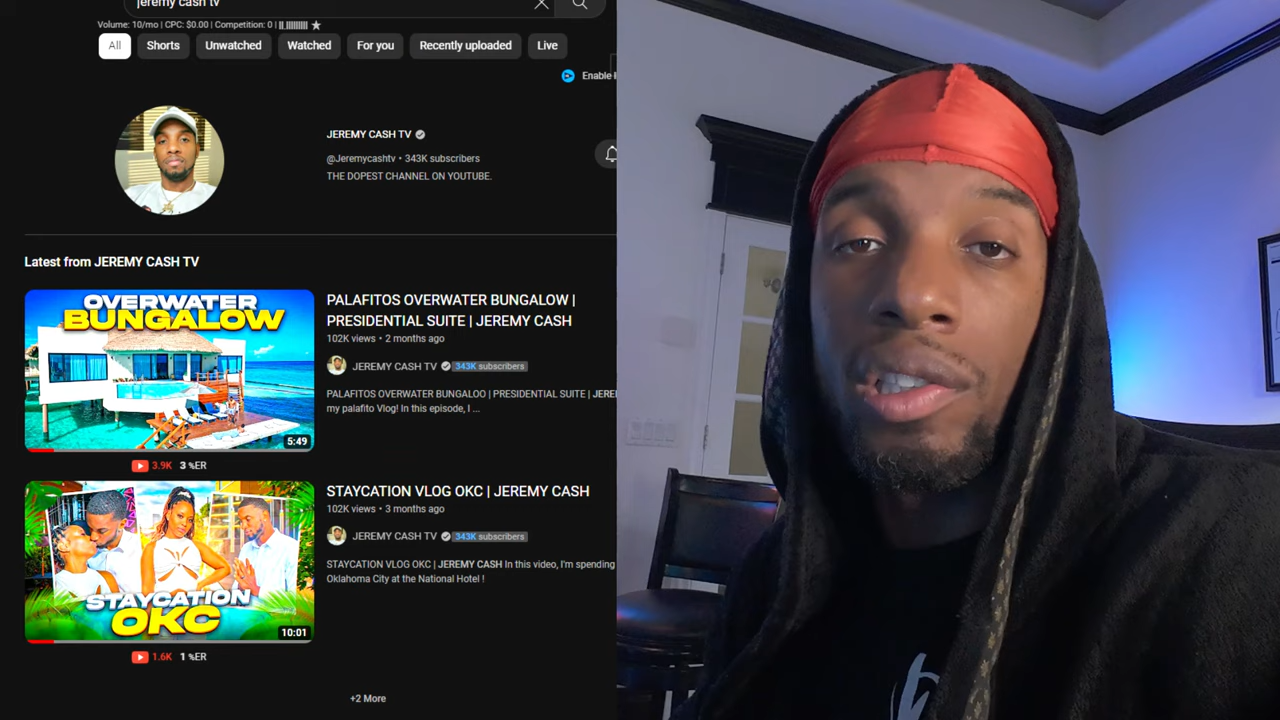 jeremy cash tv
Volume: 10/mo | CPC: $0.00 | Competition: 0 |
All
Shorts
Unwatched
Watched
For you
Recently uploaded
Live
Enable
JEREMY CASH TV
@Jeremycashtv • 343K subscribers
THE DOPEST CHANNEL ON YOUTUBE.
Latest from JEREMY CASH TV
OVERWATER
BUNGALOW
5:49
PALAFITOS OVERWATER BUNGALOW |
PRESIDENTIAL SUITE | JEREMY CASH
102K views • 2 months ago
JEREMY CASH TV 343K subscribers
PALAFITOS OVERWATER BUNGALOO | PRESIDENTIAL SUITE | JERE
my palafito Vlog! In this episode, I ...
3.9K 3 %ER
STAYCATION
OKC
10:01
STAYCATION VLOG OKC | JEREMY CASH
102K views • 3 months ago
JEREMY CASH TV 343K subscribers
STAYCATION VLOG OKC | JEREMY CASH In this video, I'm spending
Oklahoma City at the National Hotel !
1.6K 1 %ER
+2 More